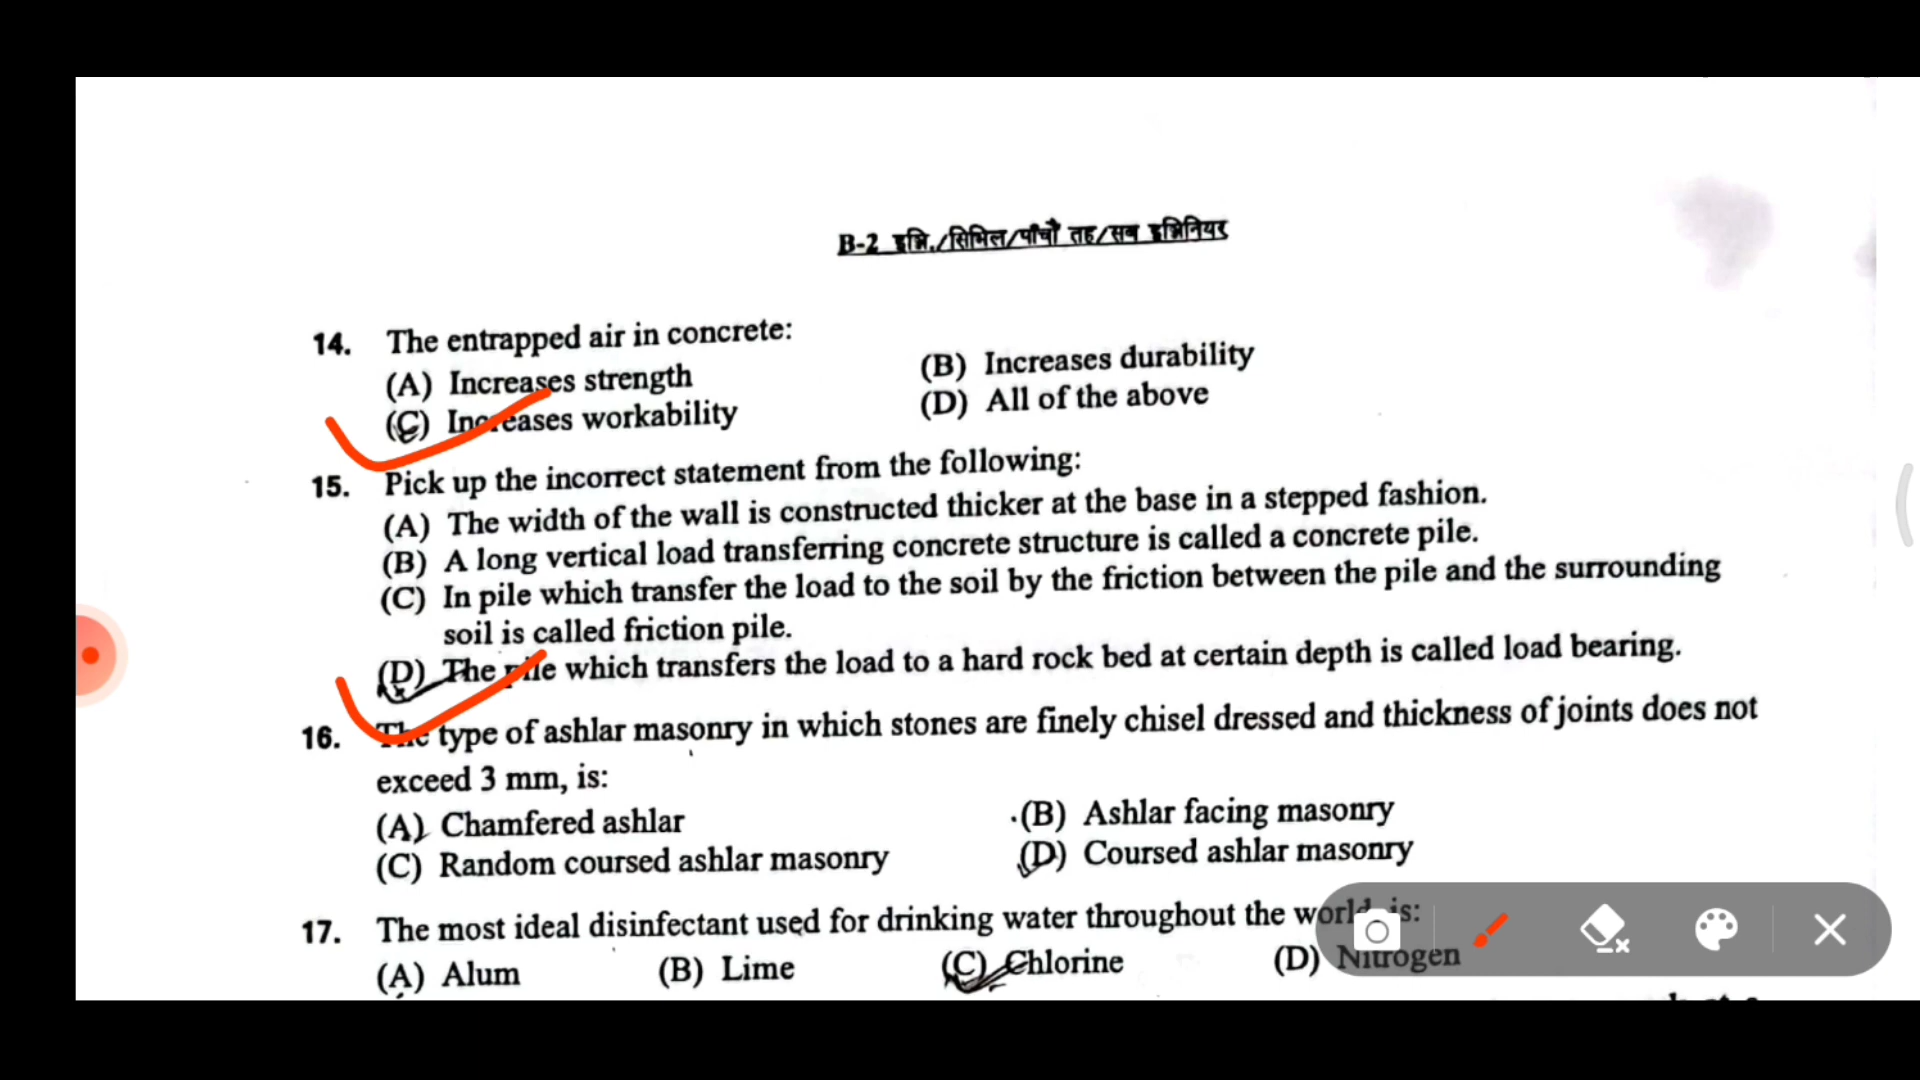 B-2 इञ्जि./सिभिल/पाँचौं तह/सब इञ्जिनियर
14. The entrapped air in concrete:
(A) Increases strength (B) Increases durability
(C) Increases workability (D) All of the above
15. Pick up the incorrect statement from the following:
(A) The width of the wall is constructed thicker at the base in a stepped fashion.
(B) A long vertical load transferring concrete structure is called a concrete pile.
(C) In pile which transfer the load to the soil by the friction between the pile and the surrounding
soil is called friction pile.
(D) The pile which transfers the load to a hard rock bed at certain depth is called load bearing.
16. The type of ashlar masonry in which stones are finely chisel dressed and thickness of joints does not
exceed 3 mm, is:
(A) Chamfered ashlar (B) Ashlar facing masonry
(C) Random coursed ashlar masonry (D) Coursed ashlar masonry
17. The most ideal disinfectant used for drinking water throughout the world is:
(A) Alum (B) Lime (C) Chlorine (D) Nitrogen